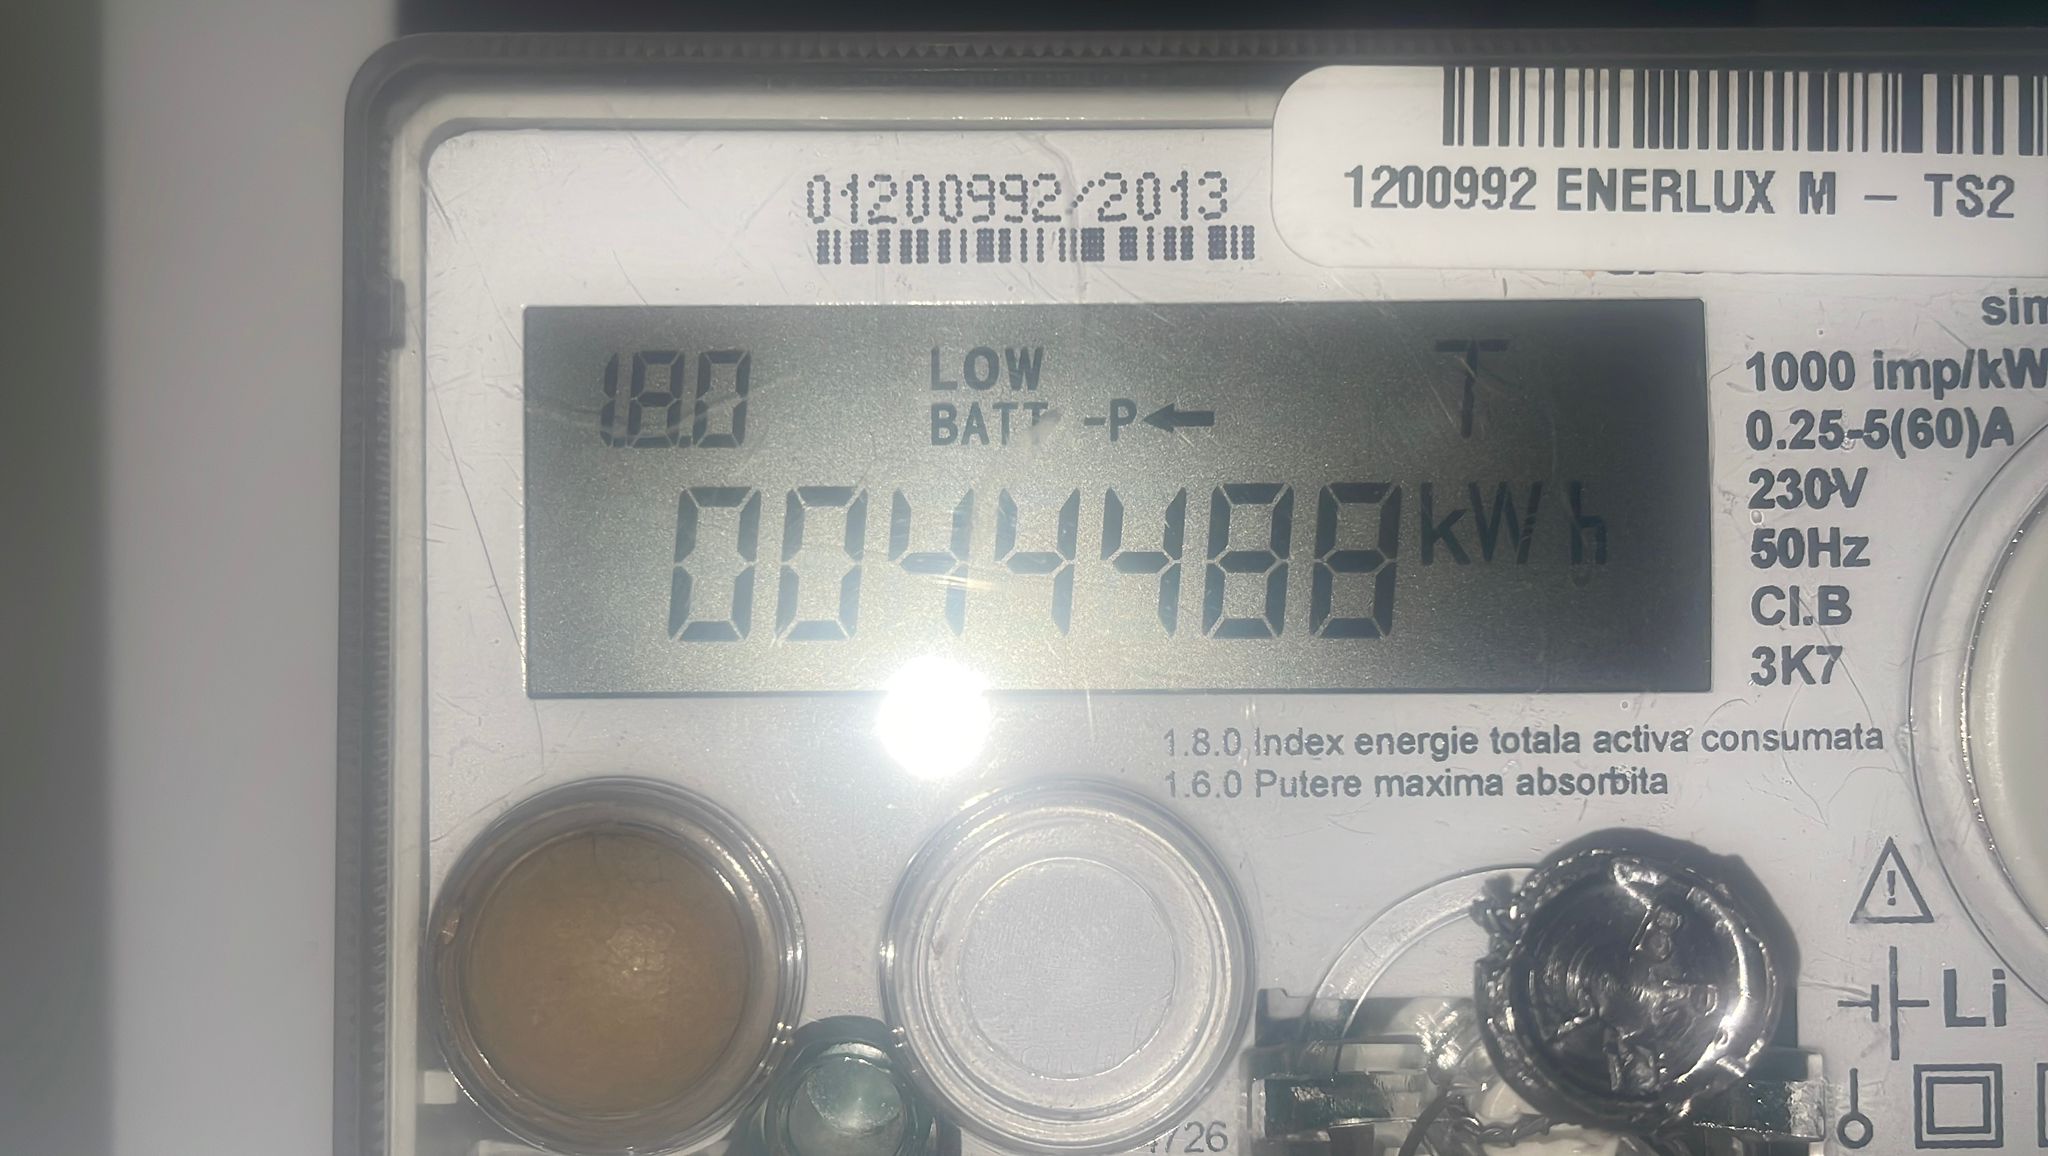 01200992/2013
1200992 ENERLUX M – TS2
1.8.0
LOW
BATT -P
T
0044488 kWh
1000 imp/kW
0.25-5(60)A
230V
50Hz
Cl.B
3K7
1.8.0 Index energie totala activa consumata
1.6.0 Putere maxima absorbita
Li